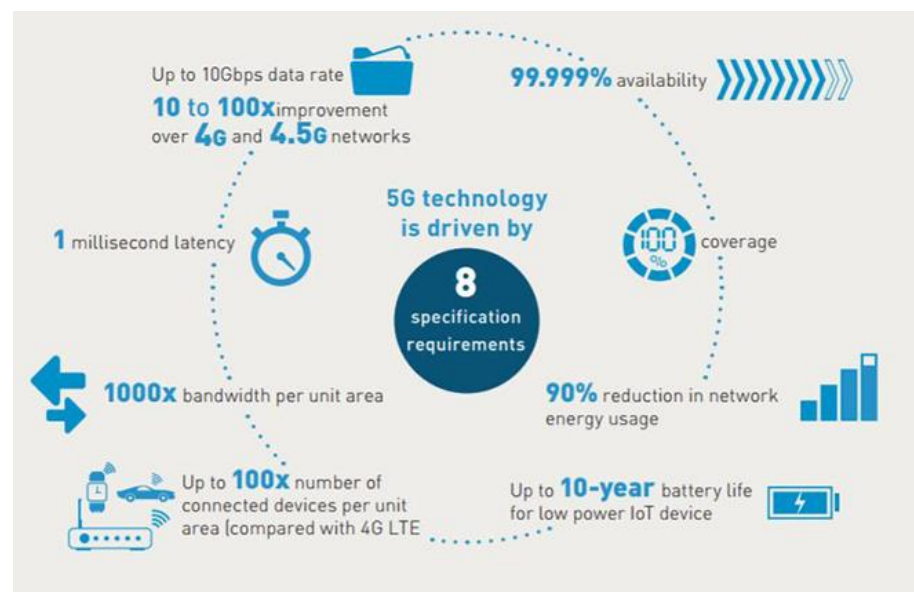 Up to 10Gbps data rate
10 to 100x improvement
over 4G and 4.5G networks
99.999% availability
5G technology
is driven by
8
specification
requirements
1 millisecond latency
100
%
coverage
1000x bandwidth per unit area
90% reduction in network
energy usage
Up to 100x number of
connected devices per unit
area (compared with 4G LTE
Up to 10-year battery life
for low power IoT device